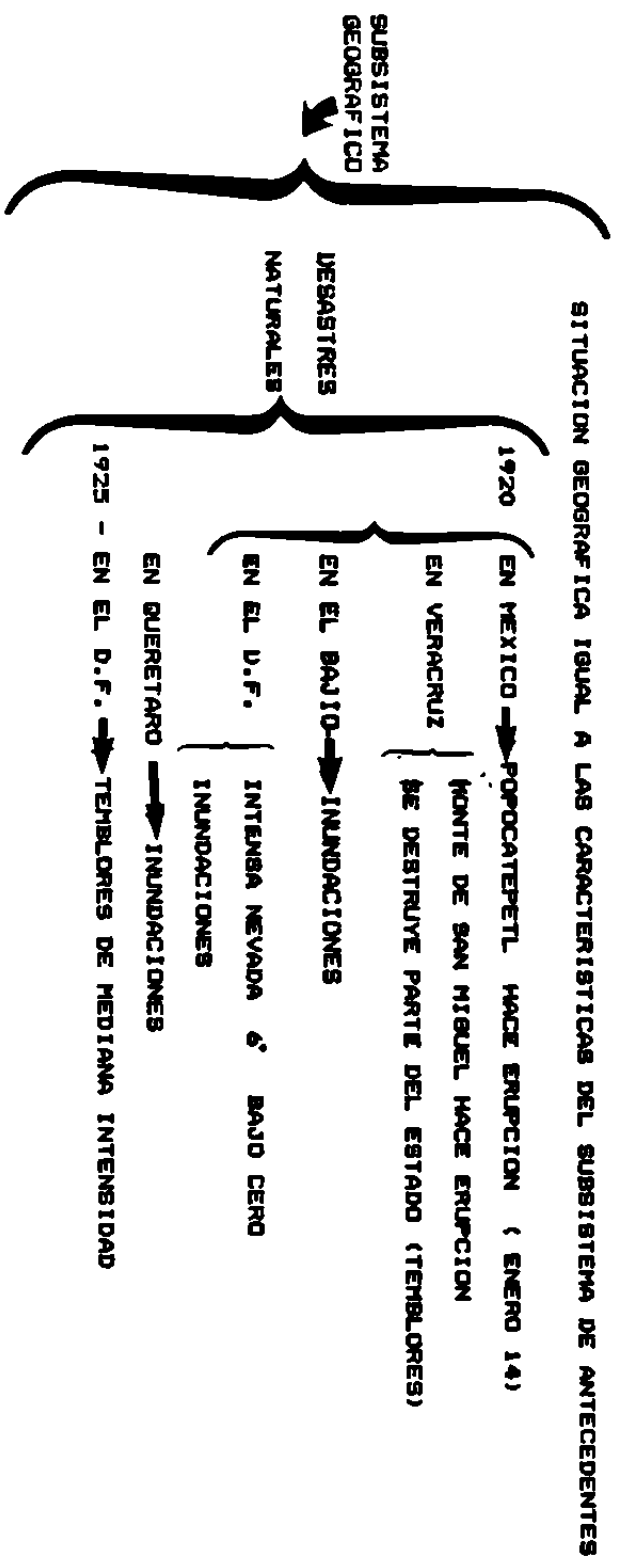 SITUACION GEOGRAFICA IGUAL A LAS CARACTERISTICAS DEL SUBSISTEMA DE ANTECEDENTES
SUBSISTEMA
GEOGRAFICO
DESASTRES
NATURALES
1920 EN MEXICO POPOCATEPETL HACE ERUPCION ( ENERO 14)
EN VERACRUZ
MONTE DE SAN MIGUEL HACE ERUPCION
SE DESTRUYE PARTE DEL ESTADO (TEMBLORES)
EN EL BAJIO INUNDACIONES
EN EL D.F.
INTENSA NEVADA 6° BAJO CERO
INUNDACIONES
EN QUERETARO INUNDACIONES
1925 - EN EL D.F. TEMBLORES DE MEDIANA INTENSIDAD